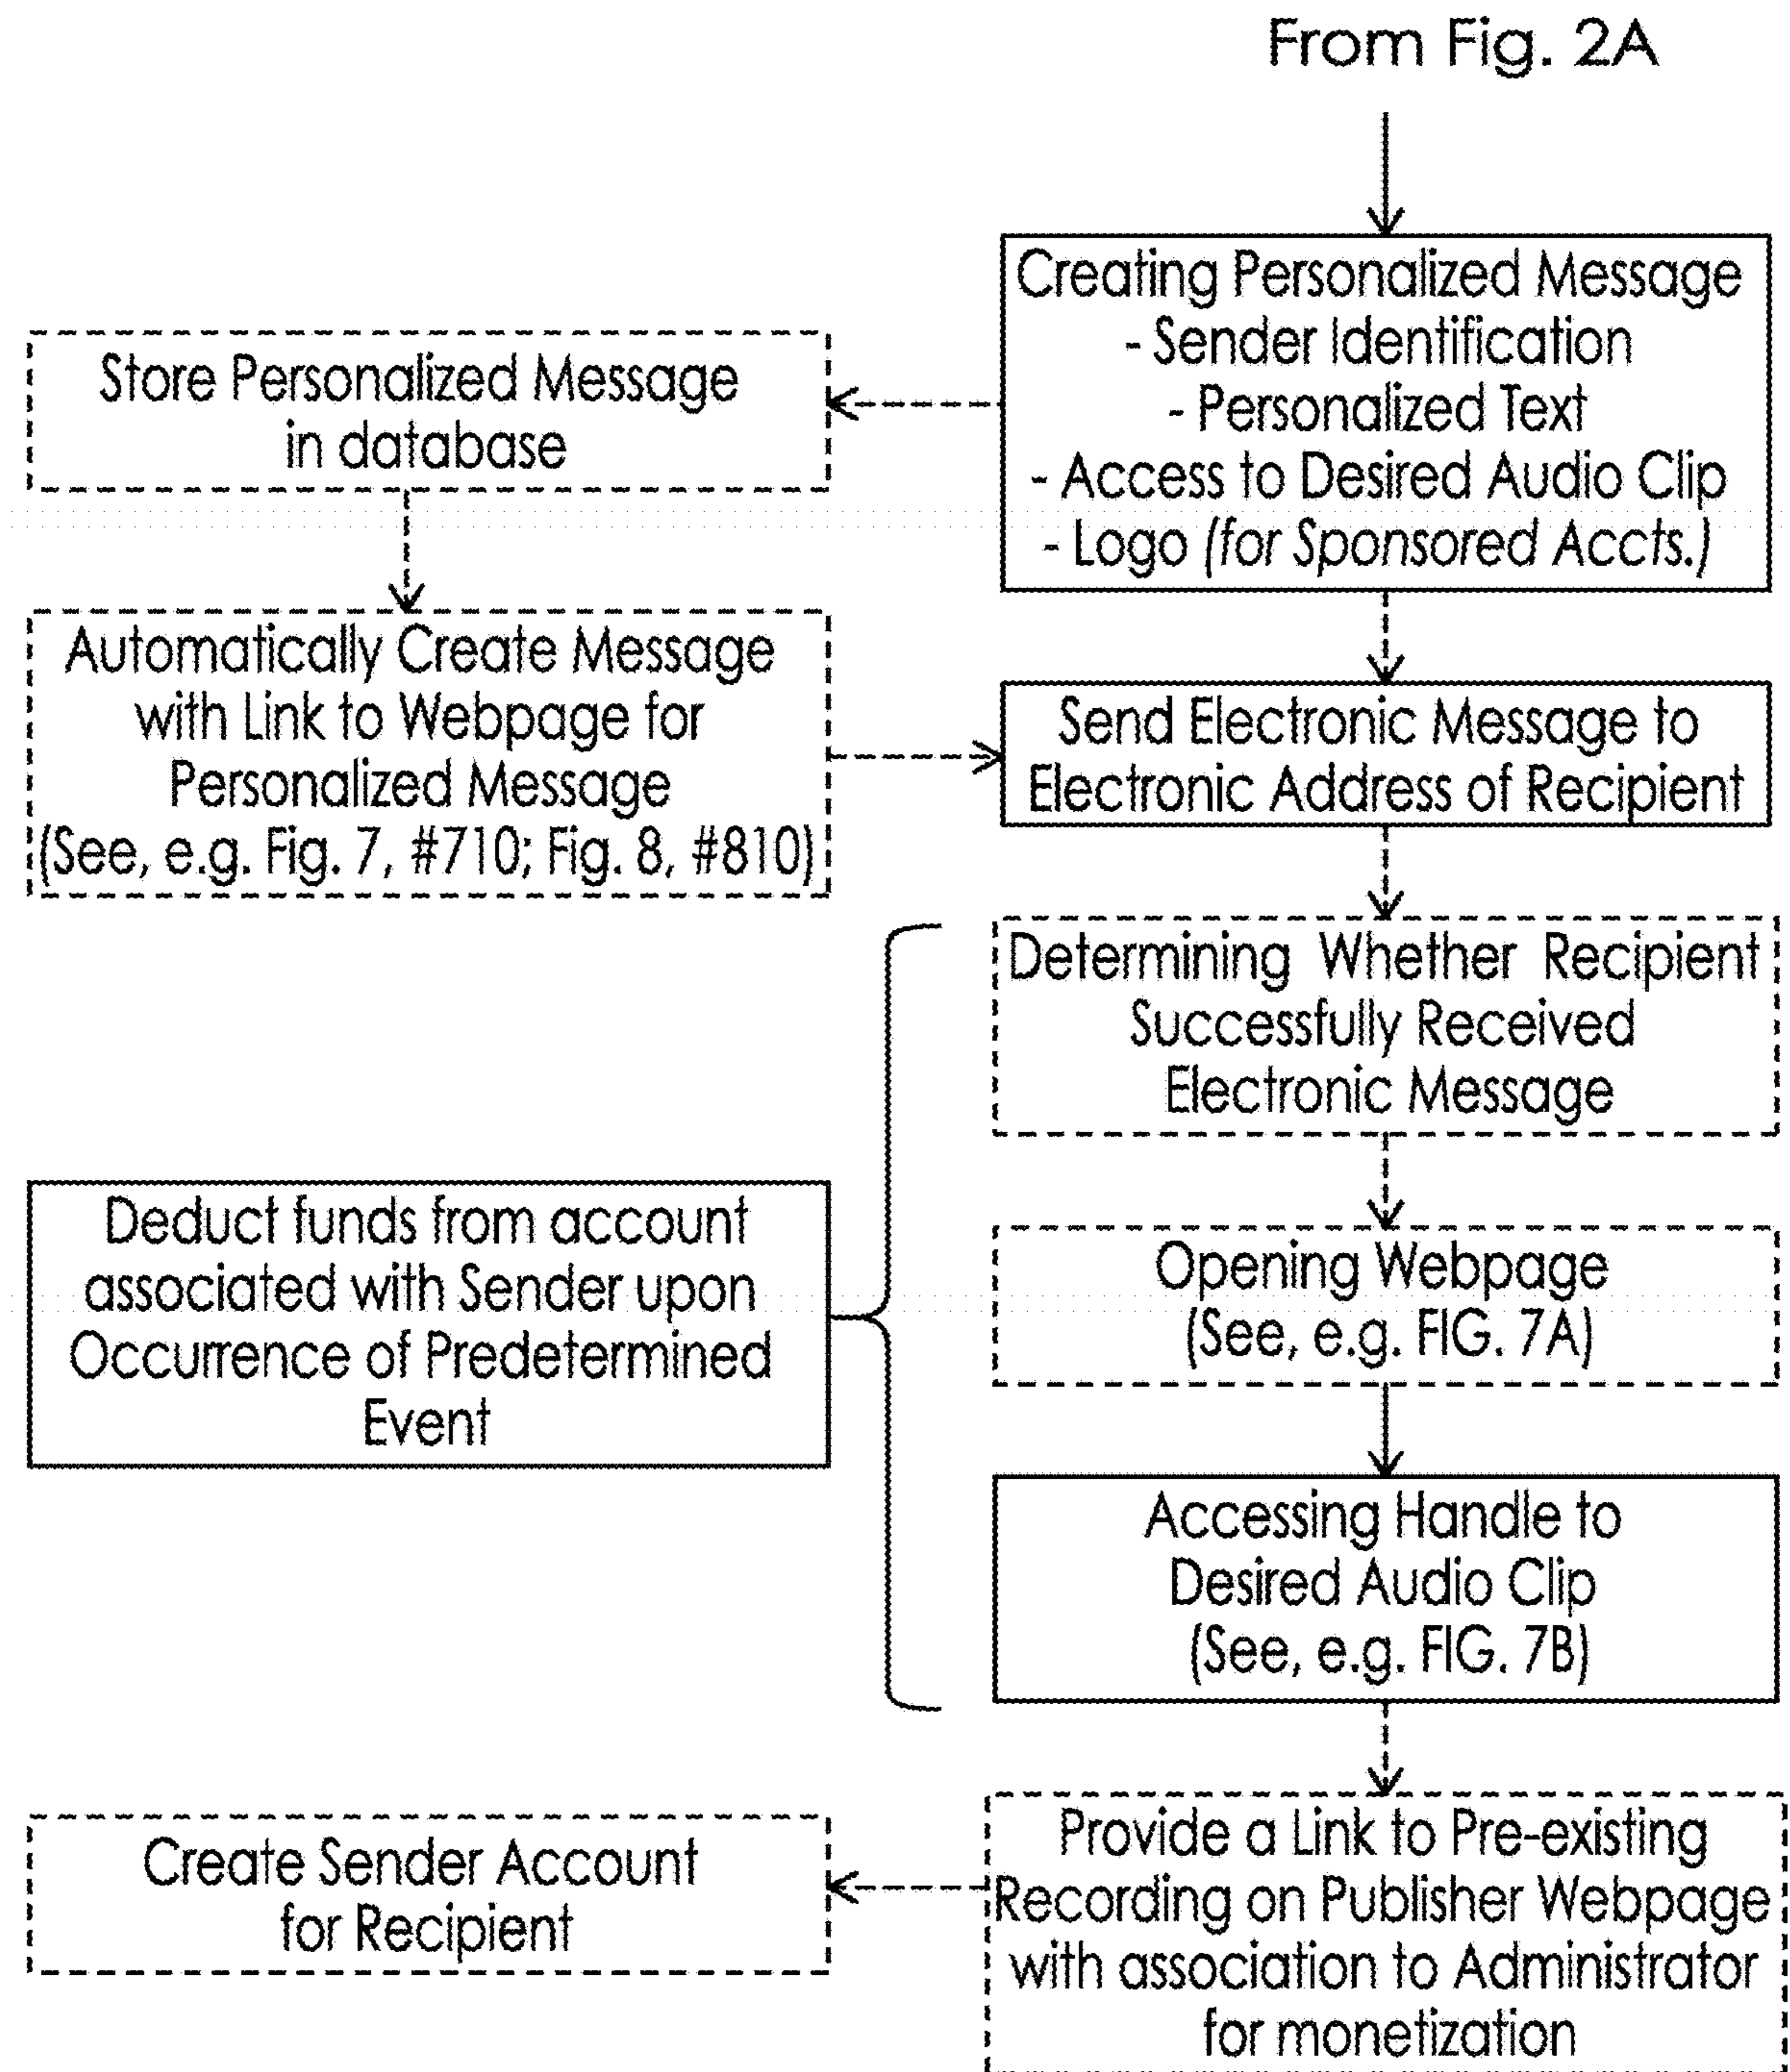 From Fig. 2A
Creating Personalized Message
- Sender Identification
- Personalized Text
- Access to Desired Audio Clip
- Logo (for Sponsored Accts.)
Store Personalized Message
in database
Automatically Create Message
with Link to Webpage for
Personalized Message
(See, e.g. Fig. 7, #710; Fig. 8, #810)
Send Electronic Message to
Electronic Address of Recipient
Determining Whether Recipient
Successfully Received
Electronic Message
Deduct funds from account
associated with Sender upon
Occurrence of Predetermined
Event
Opening Webpage
(See, e.g. FIG. 7A)
Accessing Handle to
Desired Audio Clip
(See, e.g. FIG. 7B)
Provide a Link to Pre-existing
Recording on Publisher Webpage
with association to Administrator
for monetization
Create Sender Account
for Recipient